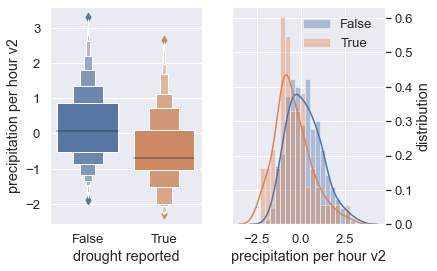 precipitation per hour v2
3
2
1
0
−1
−2
False
True
drought reported
False
True
0.6
0.5
0.4
0.3
0.2
0.1
0.0
distribution
−2.5
0.0
2.5
precipitation per hour v2